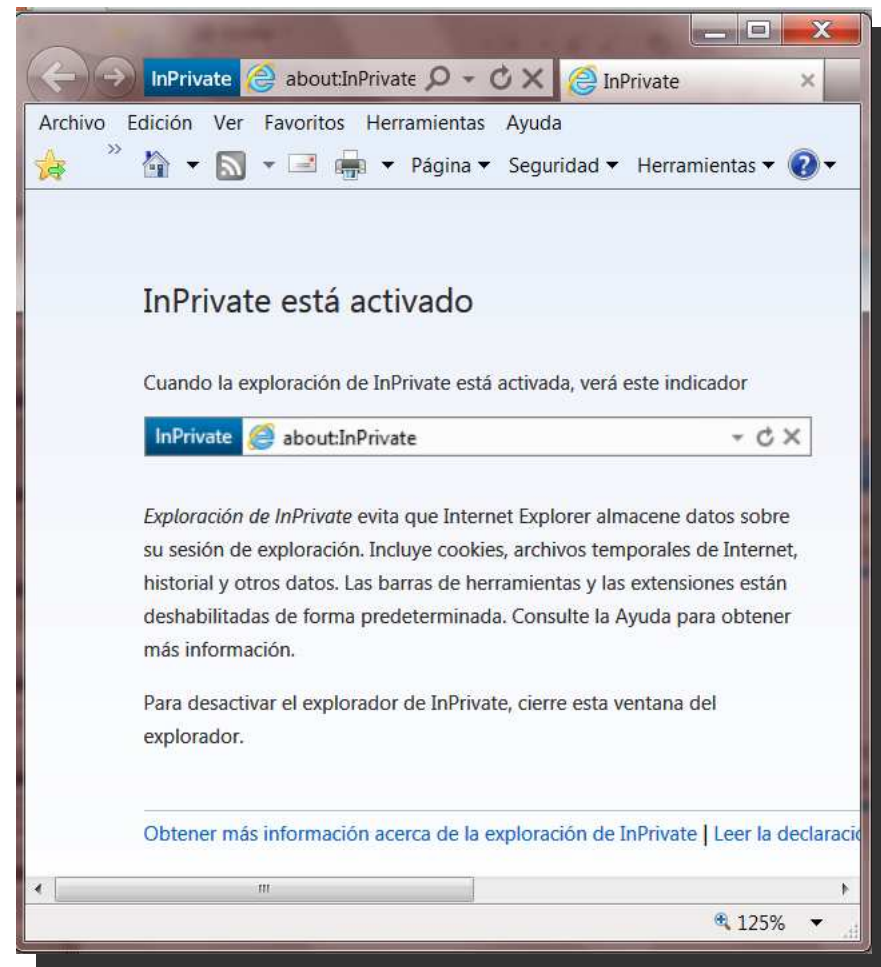 InPrivate about:InPrivate InPrivate
Archivo Edición Ver Favoritos Herramientas Ayuda
» Página Seguridad Herramientas
InPrivate está activado
Cuando la exploración de InPrivate está activada, verá este indicador
InPrivate about:InPrivate
Exploración de InPrivate evita que Internet Explorer almacene datos sobre
su sesión de exploración. Incluye cookies, archivos temporales de Internet,
historial y otros datos. Las barras de herramientas y las extensiones están
deshabilitadas de forma predeterminada. Consulte la Ayuda para obtener
más información.
Para desactivar el explorador de InPrivate, cierre esta ventana del
explorador.
Obtener más información acerca de la exploración de InPrivate | Leer la
125%